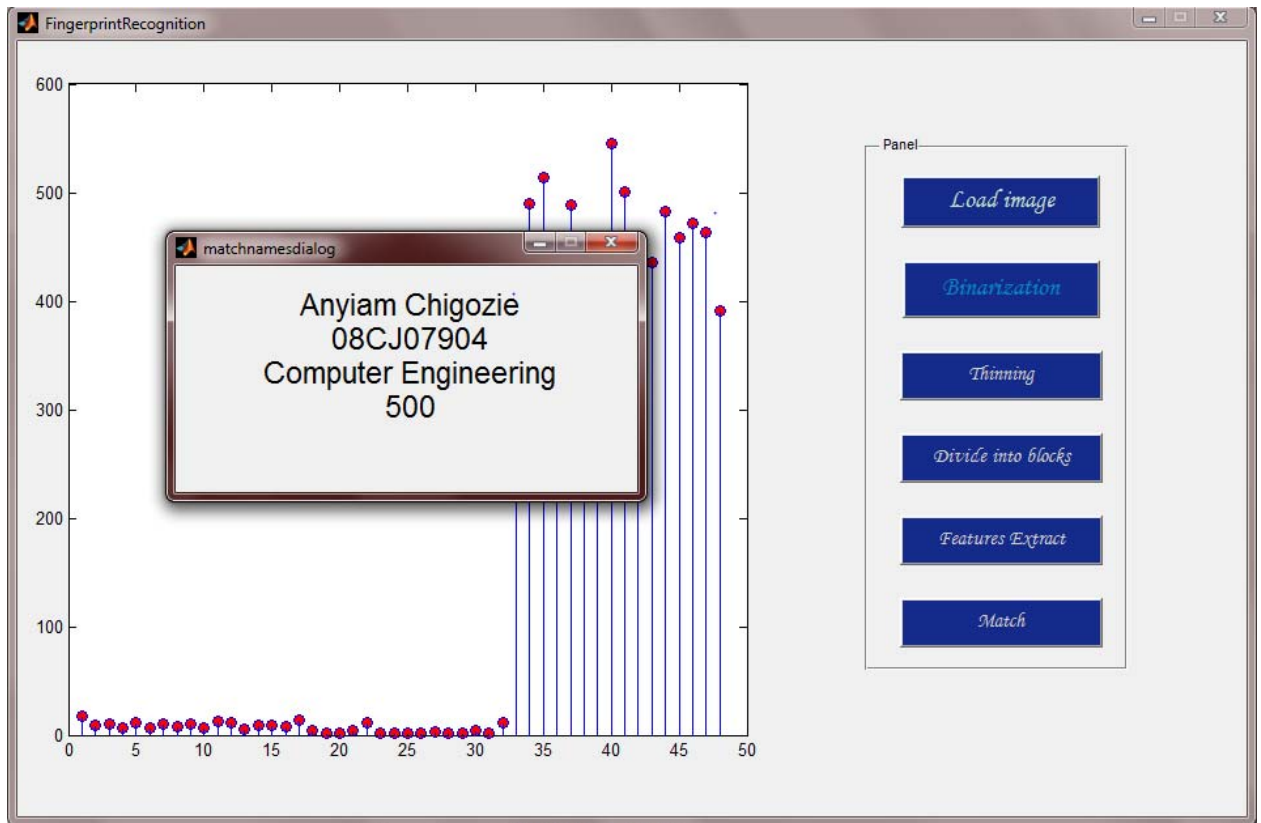 FingerprintRecognition
600
500
400
300
200
100
0
0 5 10 15 20 25 30 35 40 45 50
matchnamesdialog
Anyiam Chigozie
08CJ07904
Computer Engineering
500
Panel
Load image
Binarization
Thinning
Divide into blocks
Features Extract
Match